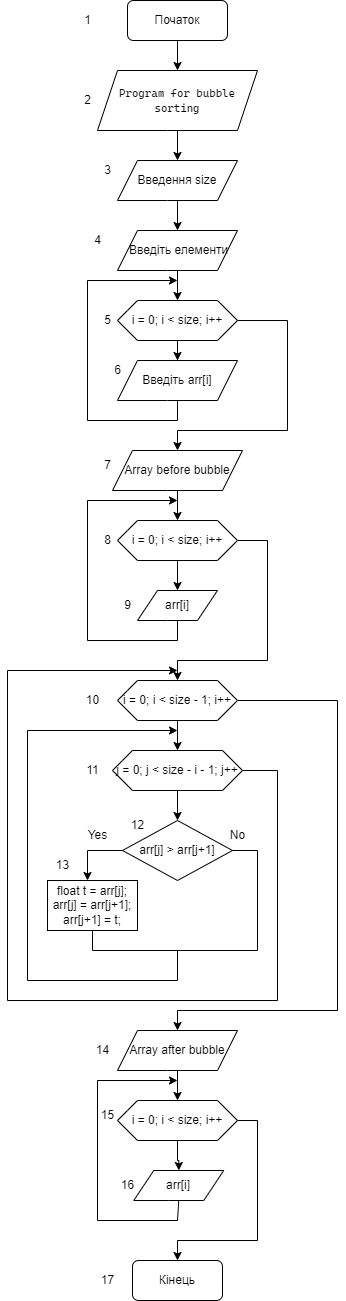 1
Початок
2
Program for bubble
sorting
3
Введення size
4
Введіть елементи
5
i = 0; i < size; i++
6
Введіть arr[i]
7
Array before bubble
8
i = 0; i < size; i++
9
arr[i]
10
i = 0; i < size - 1; i++
11
j = 0; j < size - i - 1; j++
12
arr[j] > arr[j+1]
Yes
No
13
float t = arr[j];
arr[j] = arr[j+1];
arr[j+1] = t;
14
Array after bubble
15
i = 0; i < size; i++
16
arr[i]
17
Кінець